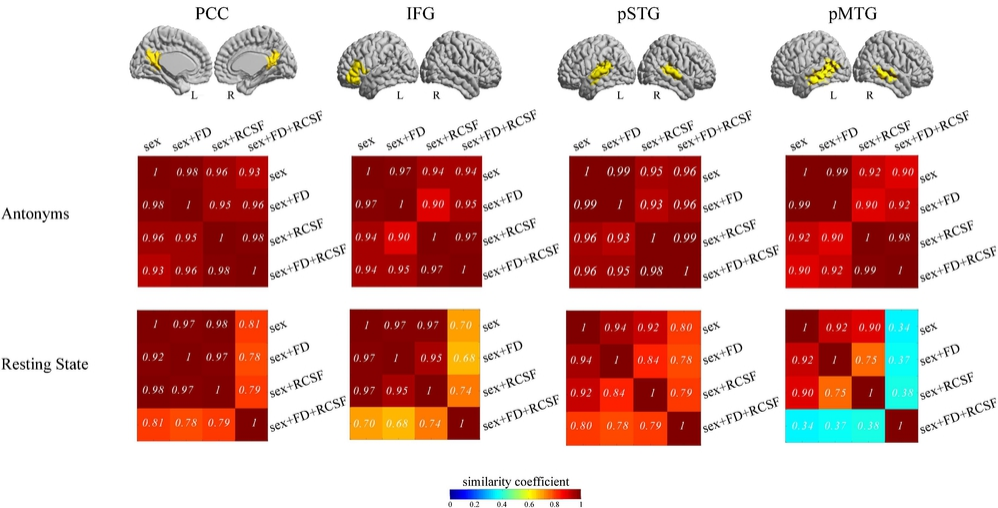 PCC IFG pSTG pMTG
L R L R L R L R
sex sex+FD sex+RCSF sex+FD+RCSF sex sex+FD sex+RCSF sex+FD+RCSF sex sex+FD sex+RCSF sex+FD+RCSF sex sex+FD sex+RCSF sex+FD+RCSF
1 0.98 0.96 0.93 sex 1 0.97 0.94 0.94 sex 1 0.99 0.95 0.96 sex 1 0.99 0.92 0.90 sex
0.98 1 0.95 0.96 sex+FD 0.97 1 0.90 0.95 sex+FD 0.99 1 0.93 0.96 sex+FD 0.99 1 0.90 0.92 sex+FD
Antonyms
0.96 0.95 1 0.98 sex+RCSF 0.94 0.90 1 0.97 sex+RCSF 0.96 0.93 1 0.99 sex+RCSF 0.92 0.90 1 0.98 sex+RCSF
0.93 0.96 0.98 1 sex+FD+RCSF 0.94 0.95 0.97 1 sex+FD+RCSF 0.96 0.95 0.98 1 sex+FD+RCSF 0.90 0.92 0.99 1 sex+FD+RCSF
1 0.97 0.98 0.81 sex 1 0.97 0.97 0.70 sex 1 0.94 0.92 0.80 sex 1 0.92 0.90 0.34 sex
0.92 1 0.97 0.78 sex+FD 0.97 1 0.95 0.68 sex+FD 0.94 1 0.84 0.78 sex+FD 0.92 1 0.75 0.37 sex+FD
Resting State
0.98 0.97 1 0.79 sex+RCSF 0.97 0.95 1 0.74 sex+RCSF 0.92 0.84 1 0.79 sex+RCSF 0.90 0.75 1 0.38 sex+RCSF
0.81 0.78 0.79 1 sex+FD+RCSF 0.70 0.68 0.74 1 sex+FD+RCSF 0.80 0.78 0.79 1 sex+FD+RCSF 0.34 0.37 0.38 1 sex+FD+RCSF
similarity coefficient
0 0.2 0.4 0.6 0.8 1